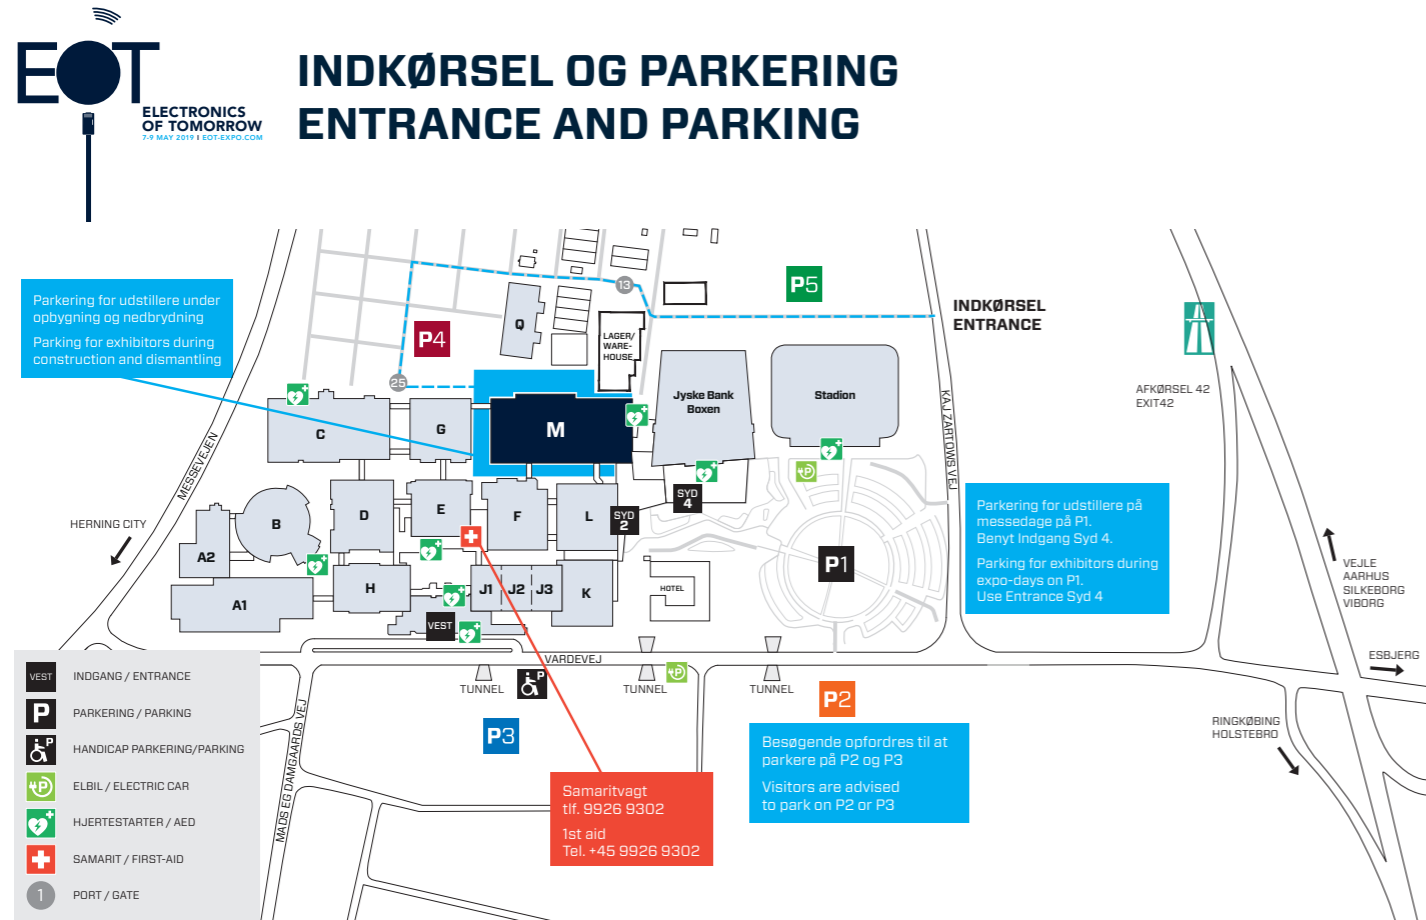 EOT
ELECTRONICS
OF TOMORROW
7-9 MAY 2019 I EOT-EXPO.COM
INDKØRSEL OG PARKERING
ENTRANCE AND PARKING
Parkering for udstillere under
opbygning og nedbrydning
Parking for exhibitors during
construction and dismantling
13
P5
INDKØRSEL
ENTRANCE
Q
P4
LAGER/
WARE-
HOUSE
25
AFKØRSEL 42
EXIT42
Jyske Bank
Boxen
Stadion
C
G
M
KAJ ZARTOWS VEJ
MESSEVEJEN
P
SYD
4
Parkering for udstillere på
messedage på P1.
Benyt Indgang Syd 4.
Parking for exhibitors during
expo-days on P1.
Use Entrance Syd 4
HERNING CITY
B
D
E
F
L
SYD
2
A2
P1
VEJLE
AARHUS
SILKEBORG
VIBORG
A1
H
J1
J2
J3
K
HOTEL
VEST
VARDEVEJ
ESBJERG
TUNNEL
P
TUNNEL
P
TUNNEL
P2
MADS EG DAMGAARDS VEJ
P3
RINGKØBING
HOLSTEBRO
Besøgende opfordres til at
parkere på P2 og P3
Visitors are advised
to park on P2 or P3
Samaritvagt
tlf. 9926 9302
1st aid
Tel. +45 9926 9302
VEST INDGANG / ENTRANCE
P PARKERING / PARKING
P HANDICAP PARKERING/PARKING
P ELBIL / ELECTRIC CAR
HJERTESTARTER / AED
SAMARIT / FIRST-AID
1 PORT / GATE